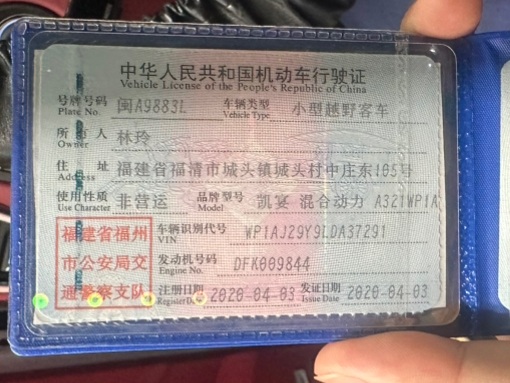 中华人民共和国机动车行驶证
Vehicle License of the People's Republic of China
号牌号码 闽A9883L 车辆类型 小型越野客车
Plate No. Vehicle Type
所有人 林玲
Owner
住址 福建省福清市城头镇城头村中庄东105号
Address
使用性质 非营运 品牌型号 凯宴 混合动力 A321WP1A
Use Character Model
福建省福州
市公安局交
通警察支队
车辆识别代号 WP1AJ29Y9LDA37291
VIN
发动机号码 DFK009844
Engine No.
注册日期 2020-04-03 发证日期 2020-04-03
Register Date Issue Date